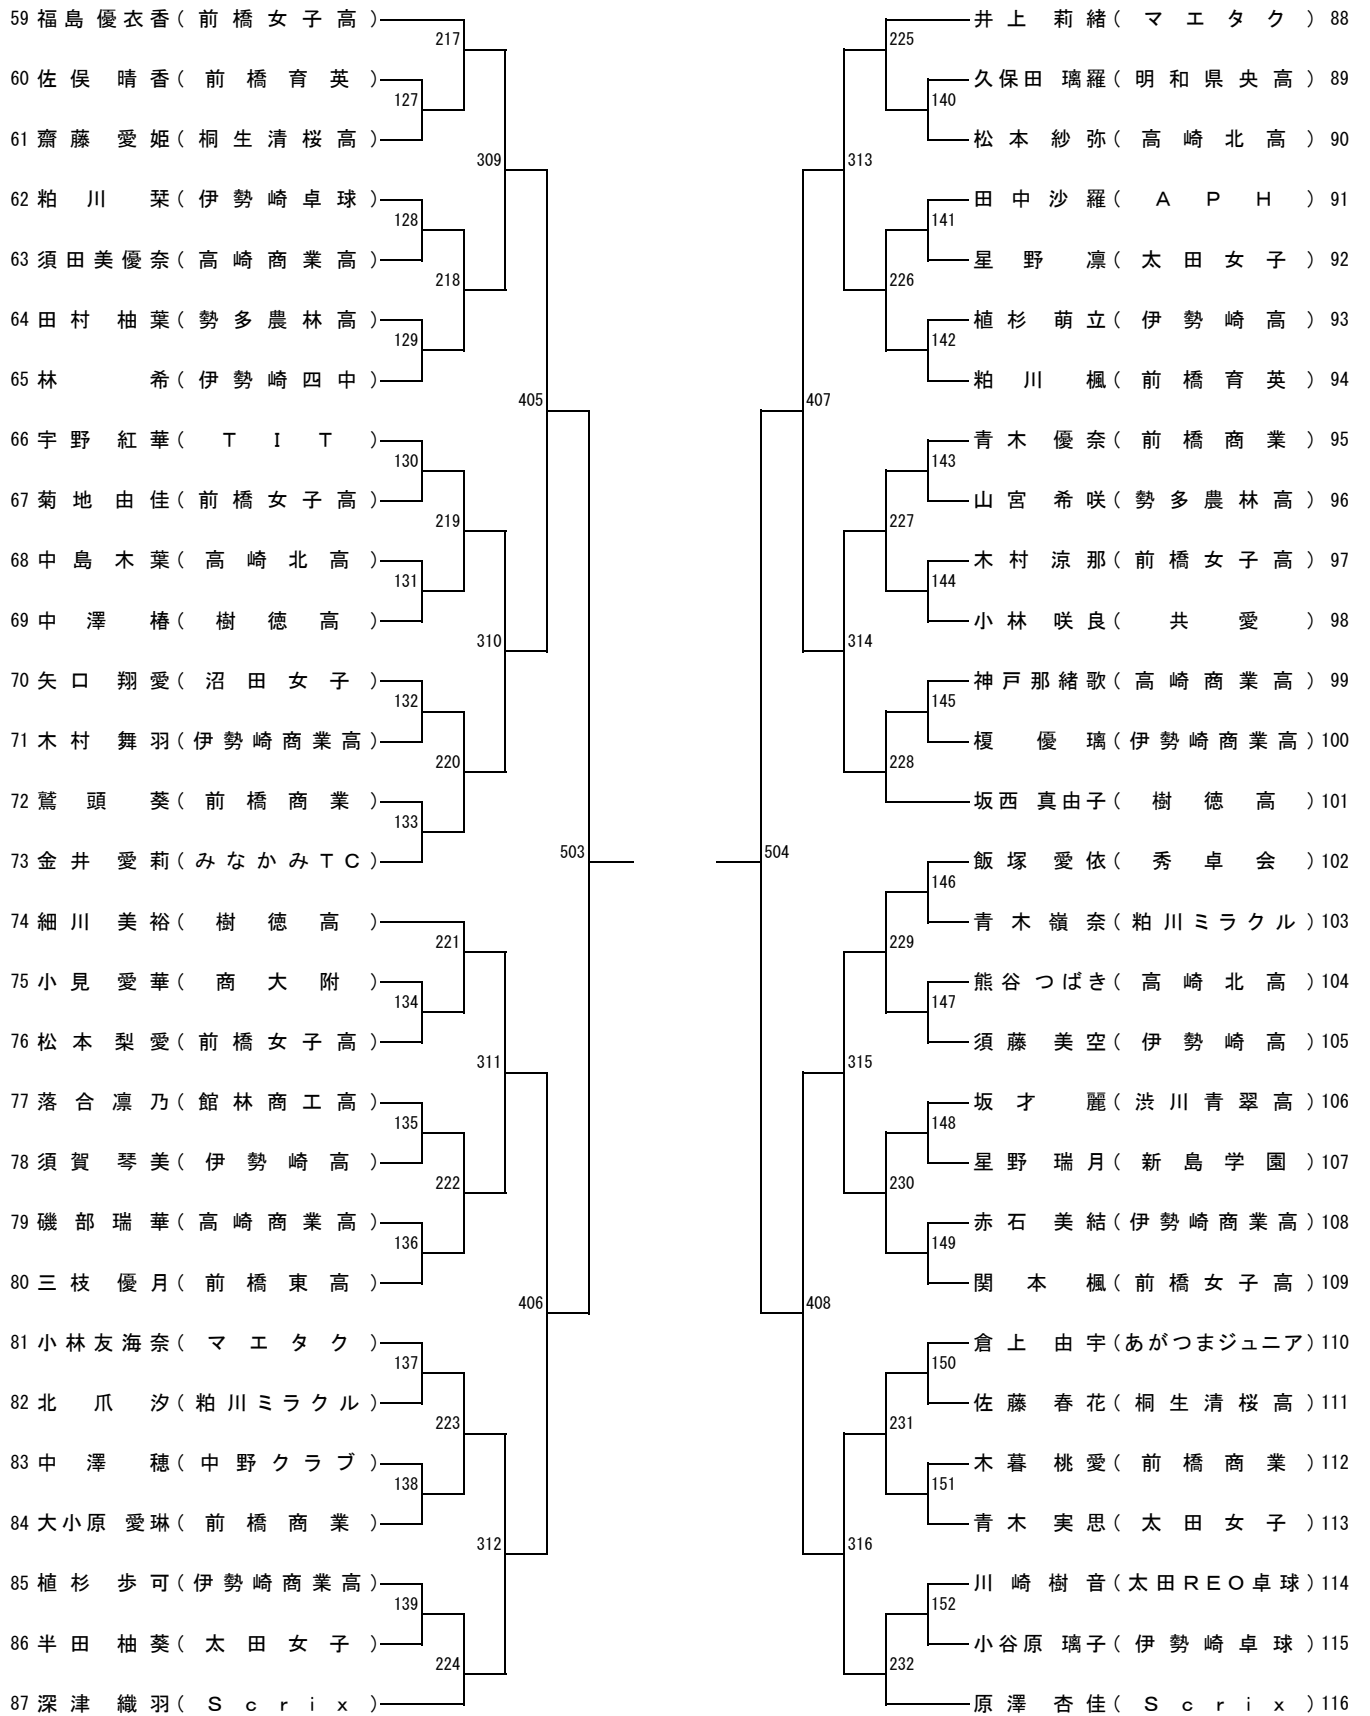 59 福島 優衣香 ( 前橋女子高 )
217
60 佐俣 晴香 ( 前橋育英 )
127
61 齋藤 愛姫 ( 桐生清桜高 )
309
62 粕川 栞 ( 伊勢崎卓球 )
128
63 須田美優奈 ( 高崎商業高 )
218
64 田村 柚葉 ( 勢多農林高 )
129
65 林 希 ( 伊勢崎四中 )
405
66 宇野 紅華 ( TIT )
130
67 菊地 由佳 ( 前橋女子高 )
219
68 中島 木葉 ( 高崎北高 )
131
69 中澤 椿 ( 樹徳高 )
310
70 矢口 翔愛 ( 沼田女子 )
132
71 木村 舞羽 ( 伊勢崎商業高 )
220
72 鷲頭 葵 ( 前橋商業 )
133
73 金井 愛莉 ( みなかみTC )
503
74 細川 美裕 ( 樹徳高 )
221
75 小見 愛華 ( 商大附 )
134
76 松本 梨愛 ( 前橋女子高 )
311
77 落合 凛乃 ( 館林商工高 )
135
78 須賀 琴美 ( 伊勢崎高 )
222
79 磯部 瑞華 ( 高崎商業高 )
136
80 三枝 優月 ( 前橋東高 )
406
81 小林友海奈 ( マエタク )
137
82 北爪 汐 ( 粕川ミラクル )
223
83 中澤 穂 ( 中野クラブ )
138
84 大小原 愛琳 ( 前橋商業 )
312
85 植杉 歩可 ( 伊勢崎商業高 )
139
86 半田 柚葵 ( 太田女子 )
224
87 深津 織羽 ( Scrix )
井上 莉緒 ( マエタク ) 88
225
久保田 璃羅 ( 明和県央高 ) 89
140
松本 紗弥 ( 高崎北高 ) 90
313
田中 沙羅 ( APH ) 91
141
星野 凛 ( 太田女子 ) 92
226
植杉 萌立 ( 伊勢崎高 ) 93
142
粕川 楓 ( 前橋育英 ) 94
407
青木 優奈 ( 前橋商業 ) 95
143
山宮 希咲 ( 勢多農林高 ) 96
227
木村 涼那 ( 前橋女子高 ) 97
144
小林 咲良 ( 共愛 ) 98
314
神戸那緒歌 ( 高崎商業高 ) 99
145
榎 優璃 ( 伊勢崎商業高 ) 100
228
坂西 真由子 ( 樹徳高 ) 101
504
飯塚 愛依 ( 秀卓会 ) 102
146
青木 嶺奈 ( 粕川ミラクル ) 103
229
熊谷 つばき ( 高崎北高 ) 104
147
須藤 美空 ( 伊勢崎高 ) 105
315
坂才 麗 ( 渋川青翠高 ) 106
148
星野 瑞月 ( 新島学園 ) 107
230
赤石 美結 ( 伊勢崎商業高 ) 108
149
関本 楓 ( 前橋女子高 ) 109
408
倉上 由宇 ( あがつまジュニア ) 110
150
佐藤 春花 ( 桐生清桜高 ) 111
231
木暮 桃愛 ( 前橋商業 ) 112
151
青木 実思 ( 太田女子 ) 113
316
川崎 樹音 ( 太田REO卓球 ) 114
152
小谷原 璃子 ( 伊勢崎卓球 ) 115
232
原澤 杏佳 ( Scrix ) 116